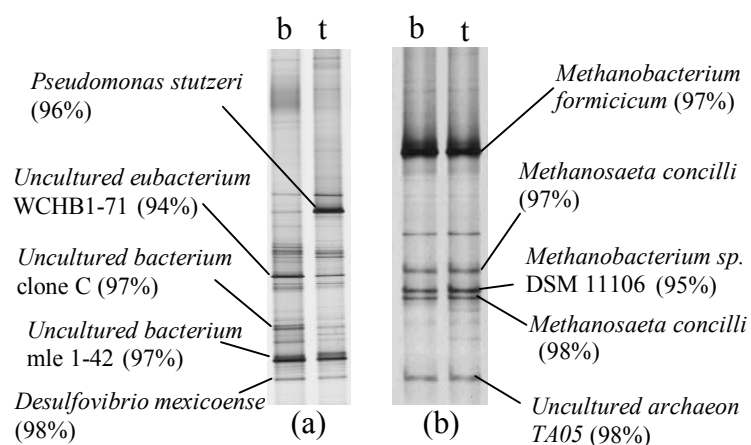 b t
Pseudomonas stutzeri
(96%)
Uncultured eubacterium
WCHB1-71 (94%)
Uncultured bacterium
clone C (97%)
Uncultured bacterium
mle 1-42 (97%)
Desulfovibrio mexicoense
(98%)
(a)
b t
Methanobacterium
formicicum (97%)
Methanosaeta concilli
(97%)
Methanobacterium sp.
DSM 11106 (95%)
Methanosaeta concilli
(98%)
Uncultured archaeon
TA05 (98%)
(b)